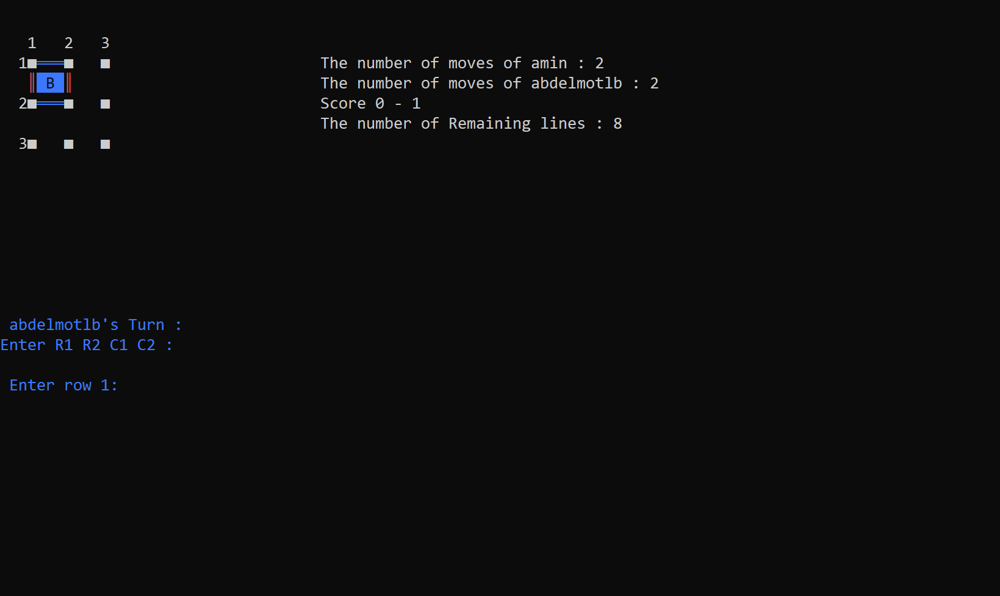 1 2 3
1 The number of moves of amin : 2
B The number of moves of abdelmotlb : 2
2 Score 0 - 1
The number of Remaining lines : 8
3
abdelmotlb's Turn :
Enter R1 R2 C1 C2 :
Enter row 1: